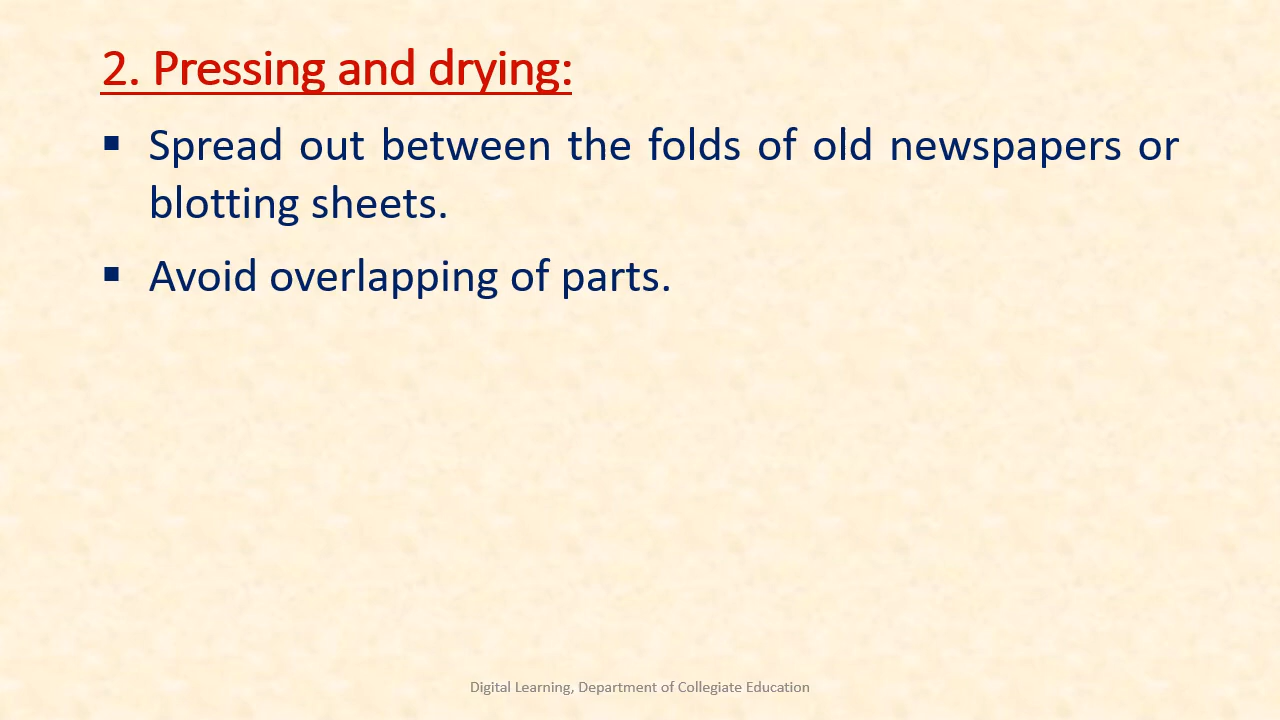 2. Pressing and drying:
▪ Spread out between the folds of old newspapers or
blotting sheets.
▪ Avoid overlapping of parts.
Digital Learning, Department of Collegiate Education